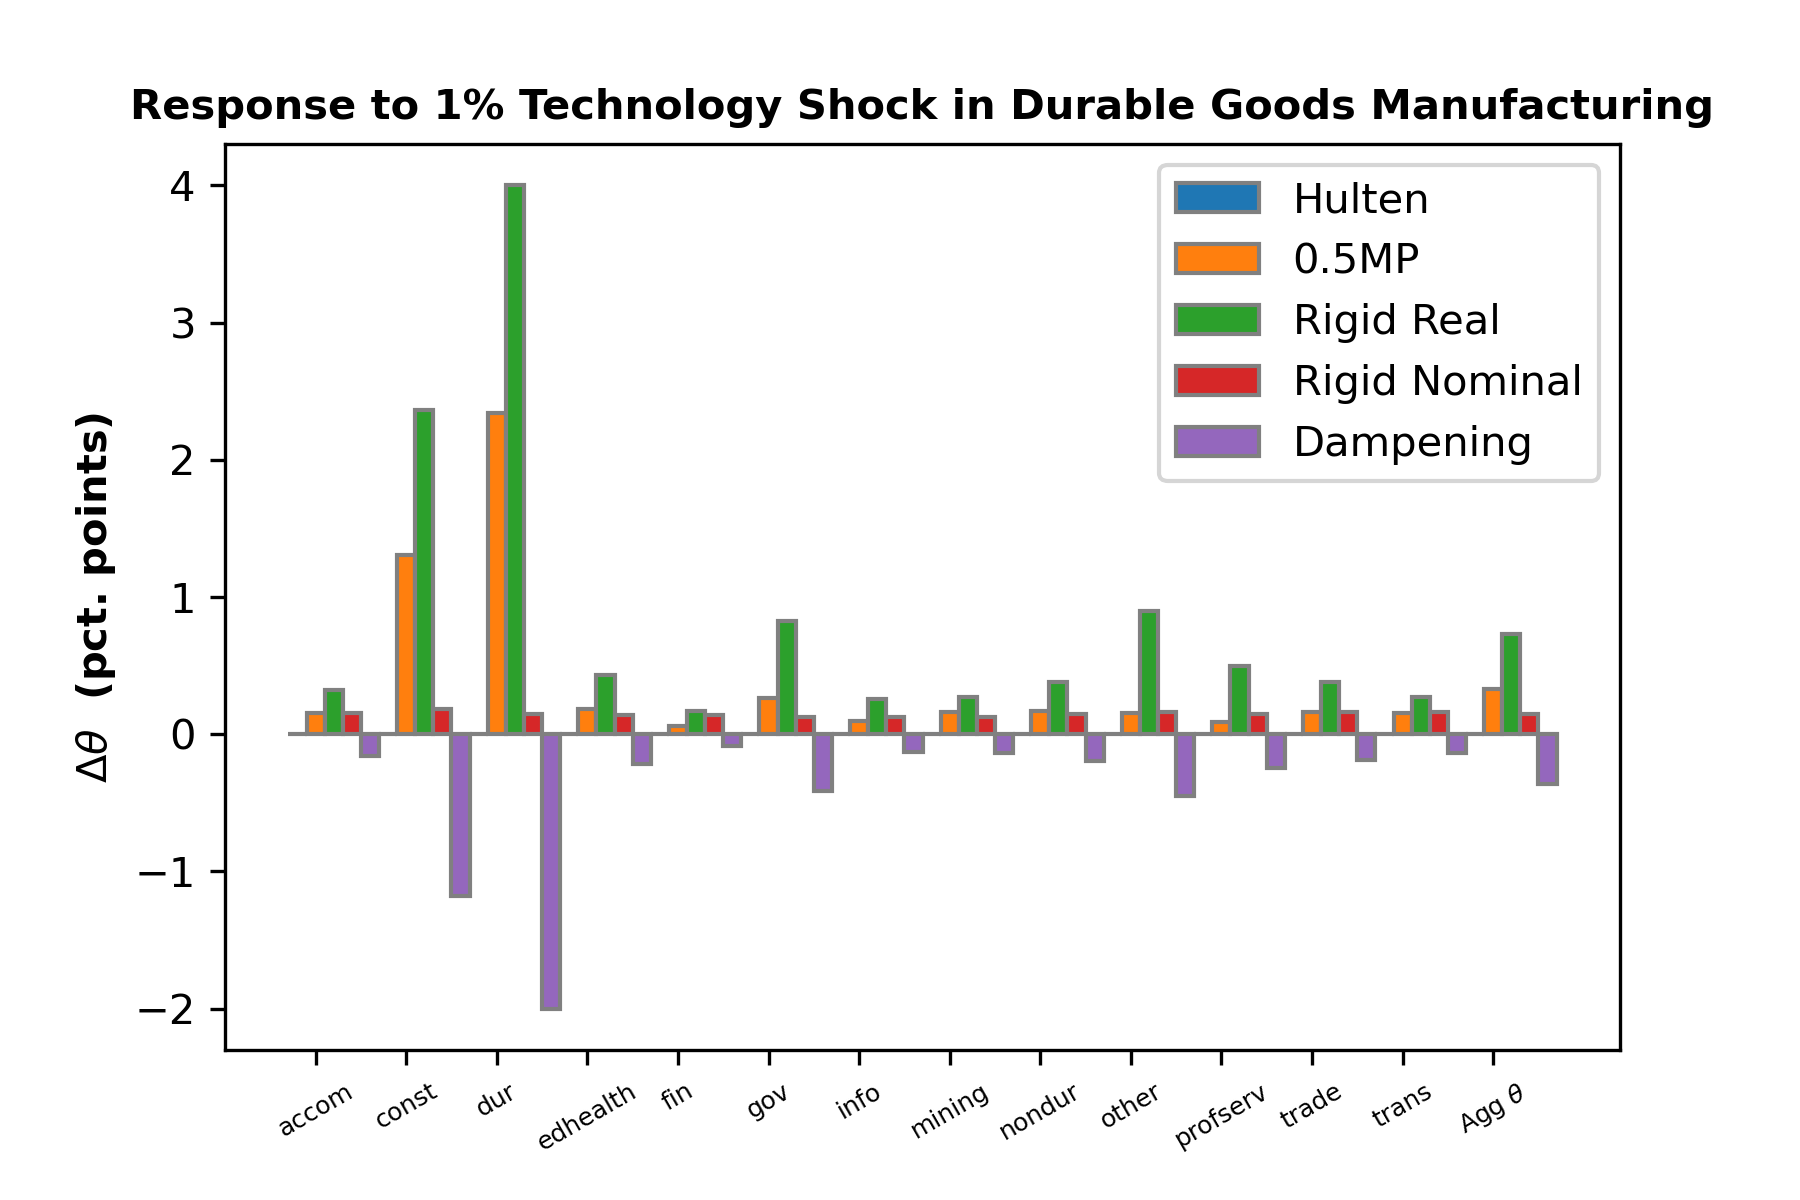 Response to 1% Technology Shock in Durable Goods Manufacturing
Δθ (pct. points)
4
3
2
1
0
−1
−2
Hulten
0.5MP
Rigid Real
Rigid Nominal
Dampening
accom const dur edhealth fin gov info mining nondur other profserv trade trans Agg θ